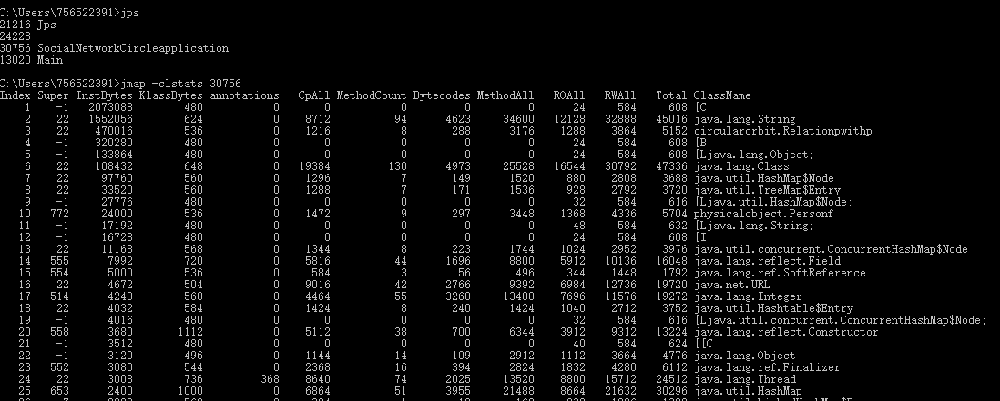 C:\Users\756522391>jps
21216 Jps
24228
30756 SocialNetworkCircleapplication
13020 Main
C:\Users\756522391>jmap -clstats 30756
Index Super InstBytes KlassBytes annotations CpAll MethodCount Bytecodes MethodAll ROAll RWAll Total ClassName
1 -1 2073088 480 0 0 0 0 0 24 584 608 [C
2 22 1552056 624 0 8712 94 4623 34600 12128 32888 45016 java.lang.String
3 22 470016 536 0 1216 8 288 3176 1288 3864 5152 circularorbit.Relationpwithp
4 -1 320280 480 0 0 0 0 0 24 584 608 [B
5 -1 133864 480 0 0 0 0 0 24 584 608 [Ljava.lang.Object;
6 22 108432 648 0 19384 130 4973 25528 16544 30792 47336 java.lang.Class
7 22 97760 560 0 1296 7 149 1520 880 2808 3688 java.util.HashMap$Node
8 22 33520 560 0 1288 7 171 1536 928 2792 3720 java.util.TreeMap$Entry
9 -1 27776 480 0 0 0 0 0 32 584 616 [Ljava.util.HashMap$Node;
10 772 24000 536 0 1472 9 297 3448 1368 4336 5704 physicalobject.Personf
11 -1 17192 480 0 0 0 0 0 48 584 632 [Ljava.lang.String;
12 -1 16728 480 0 0 0 0 0 24 584 608 [I
13 22 11168 568 0 1344 8 223 1744 1024 2952 3976 java.util.concurrent.ConcurrentHashMap$Node
14 555 7992 720 0 5816 44 1696 8800 5912 10136 16048 java.lang.reflect.Field
15 554 5000 536 0 584 3 56 496 344 1448 1792 java.lang.ref.SoftReference
16 22 4672 504 0 9016 42 2766 9392 6984 12736 19720 java.net.URL
17 514 4240 568 0 4464 55 3260 13408 7696 11576 19272 java.lang.Integer
18 22 4032 584 0 1424 8 240 1424 1040 2712 3752 java.util.Hashtable$Entry
19 -1 4016 480 0 0 0 0 0 32 584 616 [Ljava.util.concurrent.ConcurrentHashMap$Node;
20 558 3680 1112 0 5112 38 700 6344 3912 9312 13224 java.lang.reflect.Constructor
21 -1 3512 480 0 0 0 0 0 40 584 624 [[C
22 -1 3120 496 0 1144 14 109 2912 1112 3664 4776 java.lang.Object
23 552 3080 544 0 2368 16 394 2824 1832 4280 6112 java.lang.ref.Finalizer
24 22 3008 736 368 8640 74 2025 13520 8800 15712 24512 java.lang.Thread
25 653 2400 1000 0 6864 51 3955 21488 8664 21632 30296 java.util.HashMap